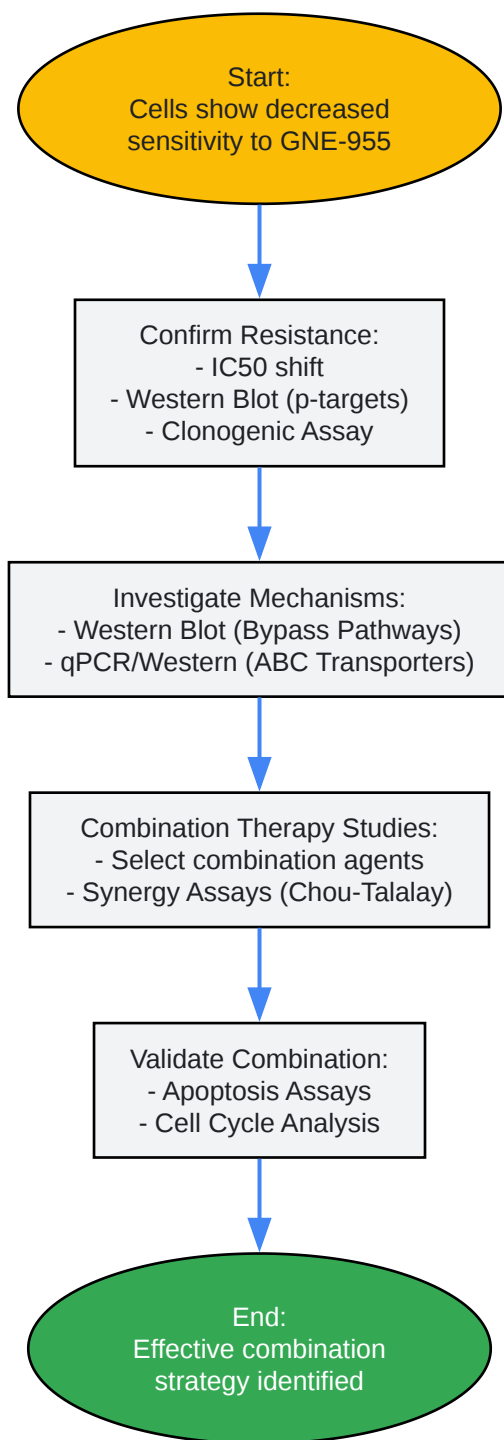 Start:
Cells show decreased
sensitivity to GNE-955
Confirm Resistance:
- IC50 shift
- Western Blot (p-targets)
- Clonogenic Assay
Investigate Mechanisms:
- Western Blot (Bypass Pathways)
- qPCR/Western (ABC Transporters)
Combination Therapy Studies:
- Select combination agents
- Synergy Assays (Chou-Talalay)
Validate Combination:
- Apoptosis Assays
- Cell Cycle Analysis
End:
Effective combination
strategy identified